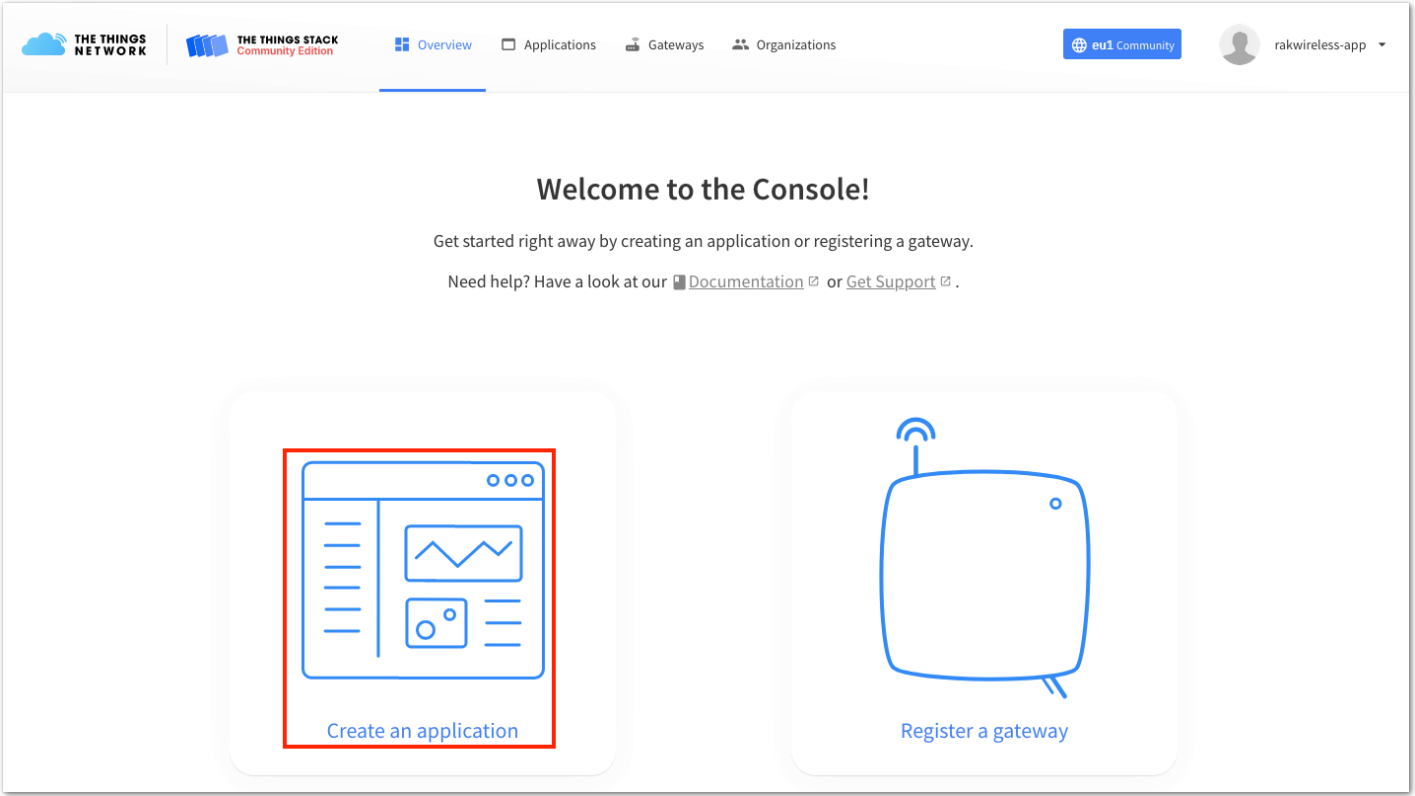 THE THINGS
NETWORK
THE THINGS STACK
Community Edition
Overview
Applications
Gateways
Organizations
eu1 Community
rakwireless-app
Welcome to the Console!
Get started right away by creating an application or registering a gateway.
Need help? Have a look at our Documentation or Get Support .
Create an application
Register a gateway